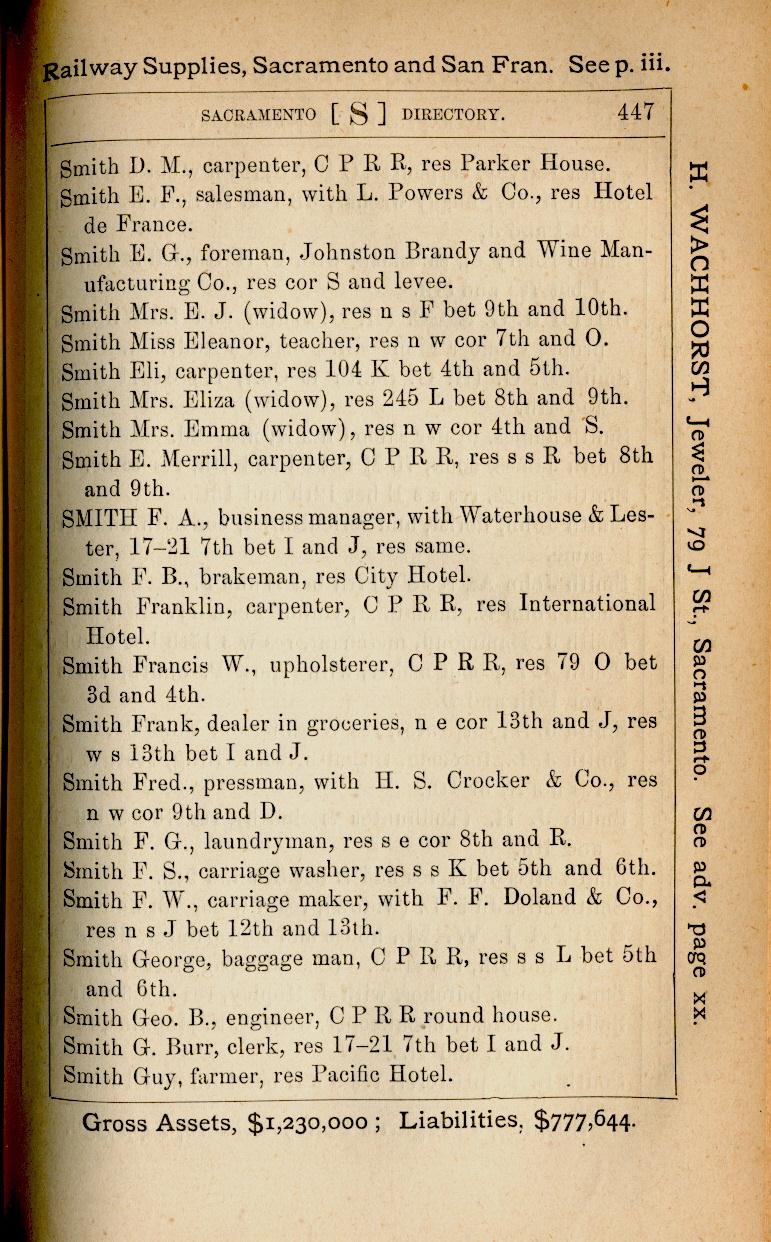 Railway Supplies, Sacramento and San Fran. See p. iii.
SACRAMENTO [ S ] DIRECTORY. 447
Smith D. M., carpenter, C P R R, res Parker House.
Smith E. F., salesman, with L. Powers & Co., res Hotel
de France.
Smith E. G., foreman, Johnston Brandy and Wine Man-
ufacturing Co., res cor S and levee.
Smith Mrs. E. J. (widow), res n s F bet 9th and 10th.
Smith Miss Eleanor, teacher, res n w cor 7th and O.
Smith Eli, carpenter, res 104 K bet 4th and 5th.
Smith Mrs. Eliza (widow), res 245 L bet 8th and 9th.
Smith Mrs. Emma (widow), res n w cor 4th and S.
Smith E. Merrill, carpenter, C P R R, res s s R bet 8th
and 9th.
SMITH F. A., business manager, with Waterhouse & Les-
ter, 17–21 7th bet I and J, res same.
Smith F. B., brakeman, res City Hotel.
Smith Franklin, carpenter, C P R R, res International
Hotel.
Smith Francis W., upholsterer, C P R R, res 79 O bet
3d and 4th.
Smith Frank, dealer in groceries, n e cor 13th and J, res
w s 13th bet I and J.
Smith Fred., pressman, with H. S. Crocker & Co., res
n w cor 9th and D.
Smith F. G., laundryman, res s e cor 8th and R.
Smith F. S., carriage washer, res s s K bet 5th and 6th.
Smith F. W., carriage maker, with F. F. Doland & Co.,
res n s J bet 12th and 13th.
Smith George, baggage man, C P R R, res s s L bet 5th
and 6th.
Smith Geo. B., engineer, C P R R round house.
Smith G. Burr, clerk, res 17–21 7th bet I and J.
Smith Guy, farmer, res Pacific Hotel.
Gross Assets, $1,230,000 ; Liabilities, $777,644.
H. WACHHORST, Jeweler, 79 J St., Sacramento. See adv. page xx.